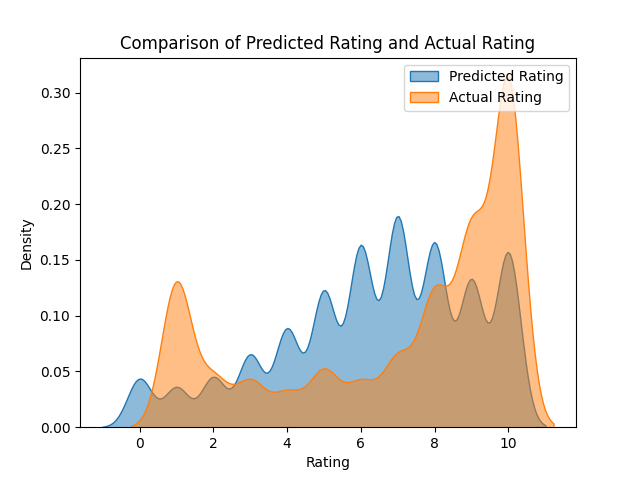 Comparison of Predicted Rating and Actual Rating
Predicted Rating
Actual Rating
0.30
0.25
0.20
0.15
0.10
0.05
0.00
Density
0
2
4
6
8
10
Rating